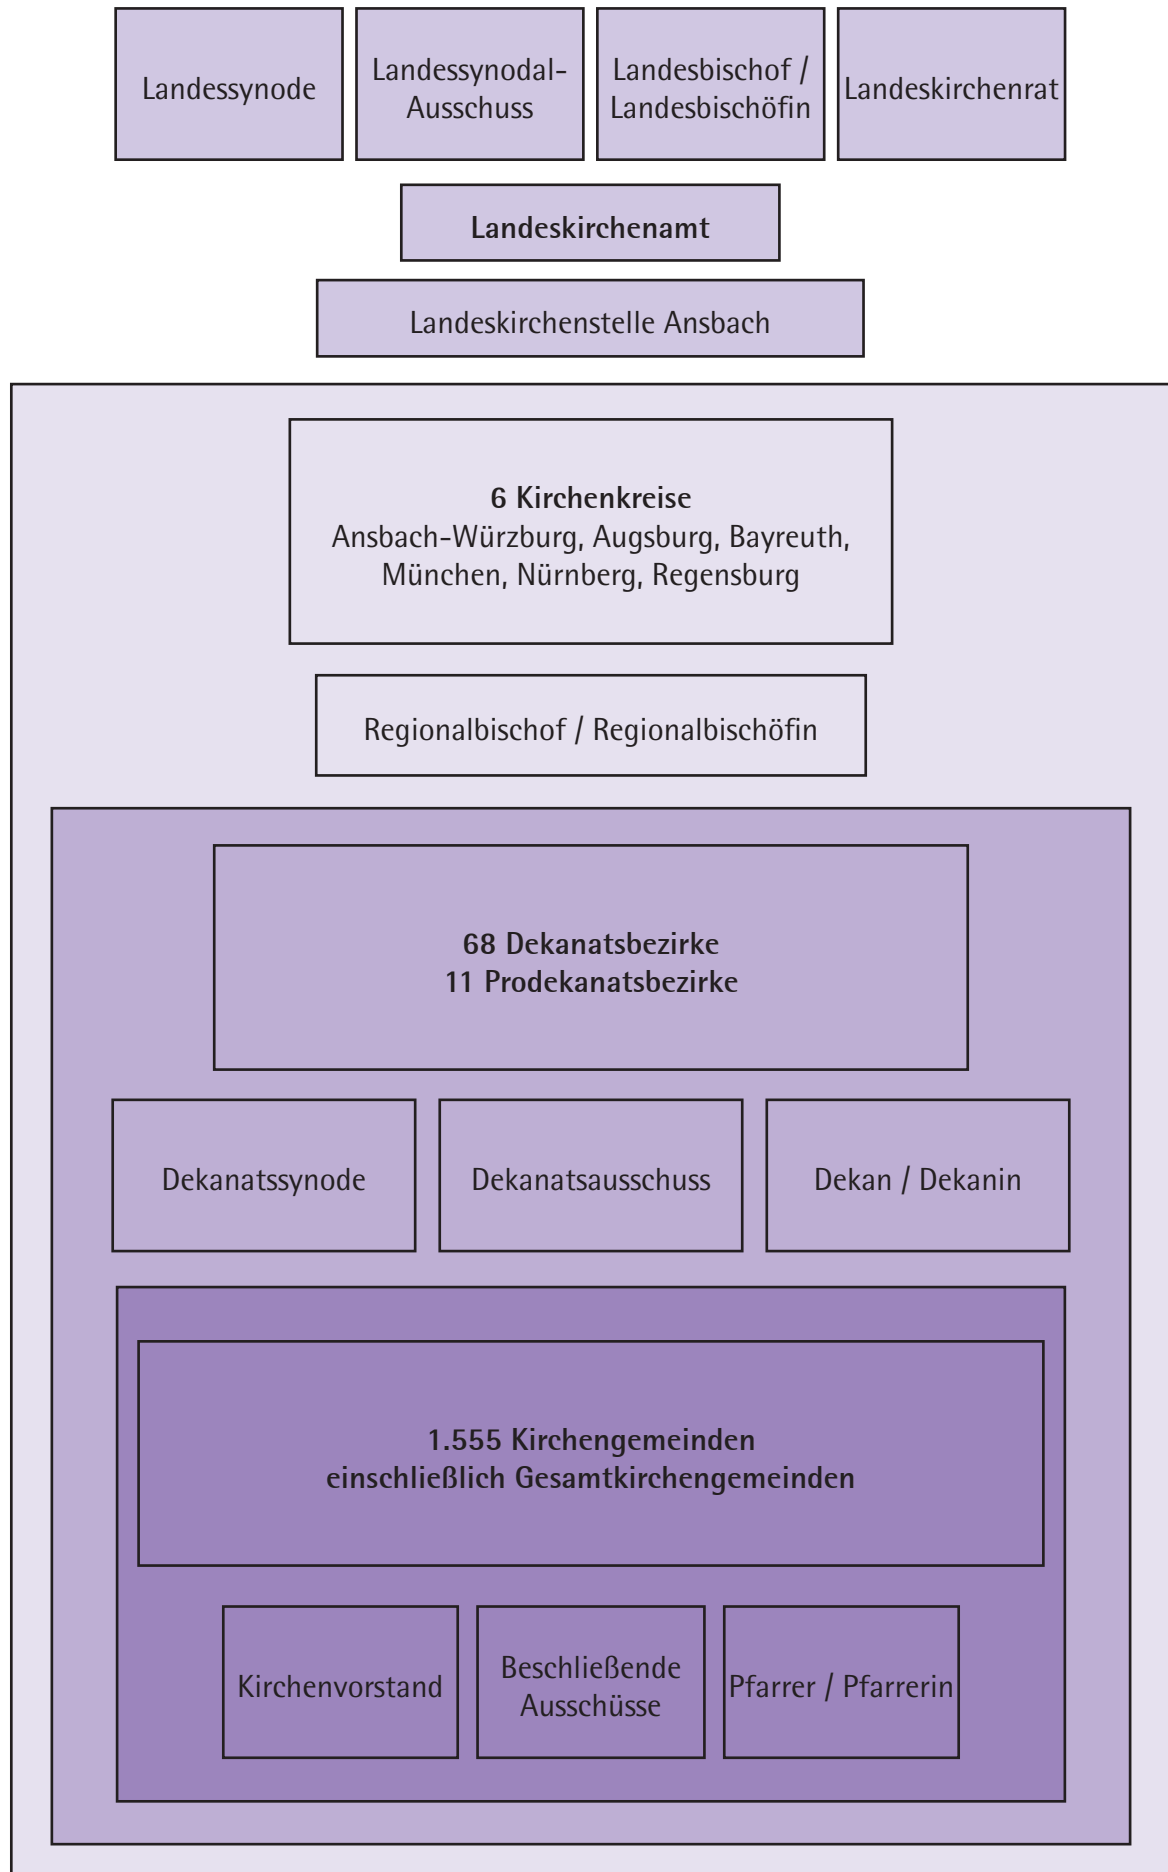 Landessynode
Landessynodal-
Ausschuss
Landesbischof /
Landesbischöfin
Landeskirchenrat
Landeskirchenamt
Landeskirchenstelle Ansbach
6 Kirchenkreise
Ansbach-Würzburg, Augsburg, Bayreuth,
München, Nürnberg, Regensburg
Regionalbischof / Regionalbischöfin
68 Dekanatsbezirke
11 Prodekanatsbezirke
Dekanatssynode
Dekanatsausschuss
Dekan / Dekanin
1.555 Kirchengemeinden
einschließlich Gesamtkirchengemeinden
Kirchenvorstand
Beschließende
Ausschüsse
Pfarrer / Pfarrerin